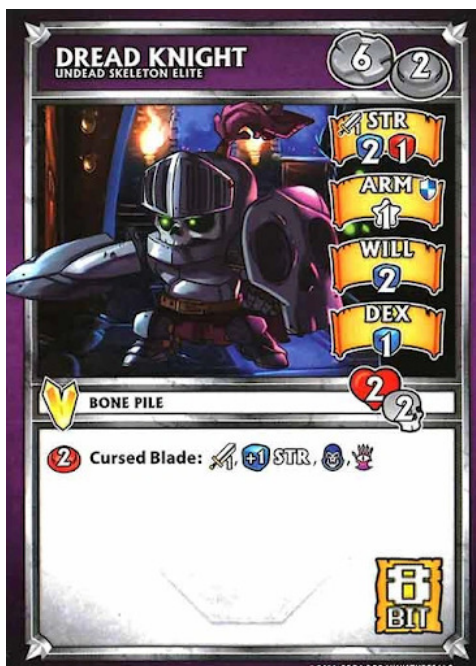 DREAD KNIGHT
UNDEAD SKELETON ELITE
6 2
STR
2 1
ARM
1
WILL
2
DEX
1
2
2
BONE PILE
2 Cursed Blade: , +1 STR, ,
8
BIT